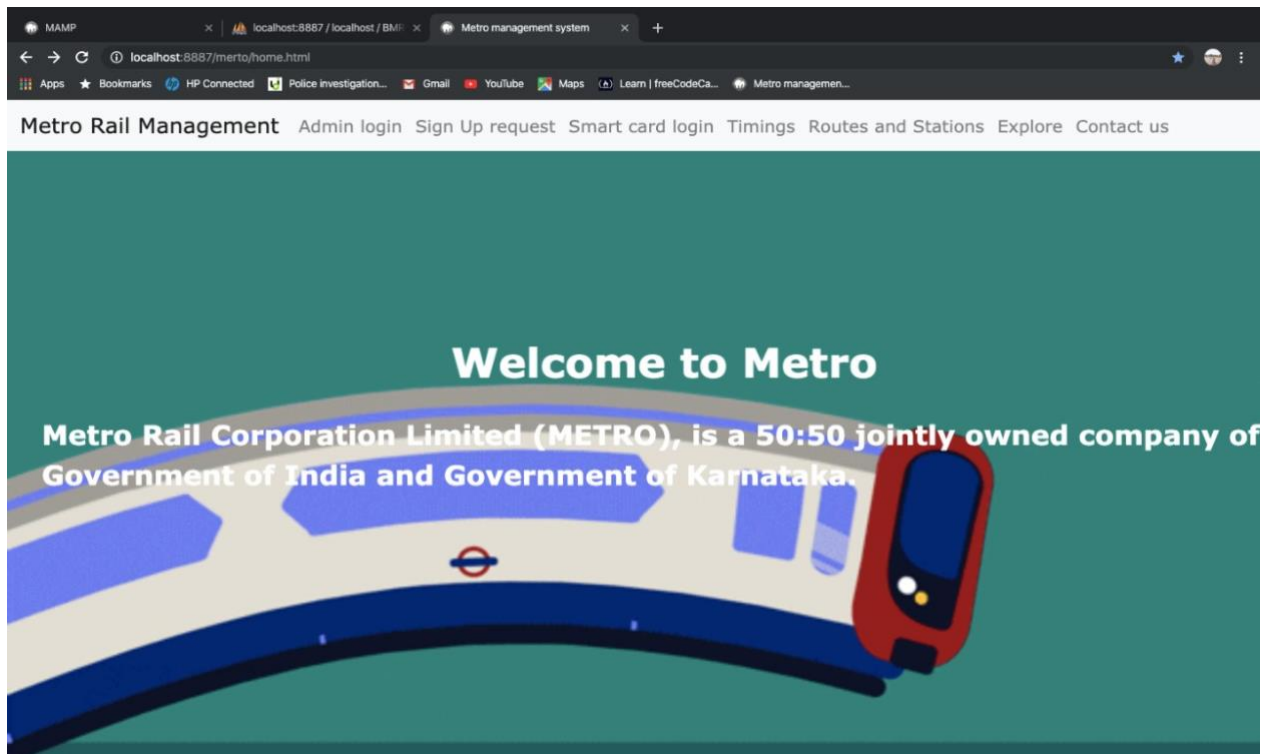 MAMP
localhost:8887 / localhost / BMR
Metro management system
localhost:8887/merto/home.html
Apps Bookmarks HP Connected Police investigation... Gmail YouTube Maps Learn | freeCodeCa... Metro managemen...
Metro Rail Management Admin login Sign Up request Smart card login Timings Routes and Stations Explore Contact us
Welcome to Metro
Metro Rail Corporation Limited (METRO), is a 50:50 jointly owned company of
Government of India and Government of Karnataka.